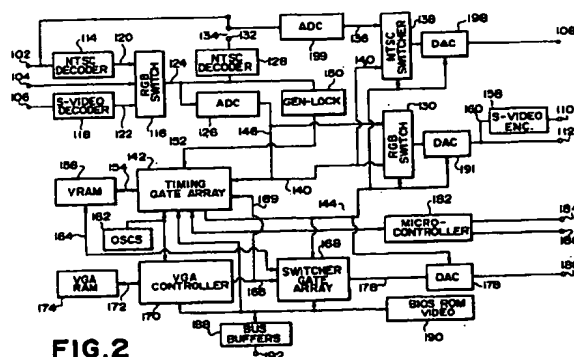 114
120
134
132
ADC
136
138
198
102
NTSC DECODER
124
199
NTSC SWITCHER
DAC
108
104
RGB SWITCH
NTSC DECODER
128
140
106
S-VIDEO DECODER
ADC
GEN-LOCK
150
130
160
156
S-VIDEO ENC.
110
118
122
116
126
146
RGB SWITCH
DAC
112
152
191
156
154
142
VRAM
TIMING GATE ARRAY
140
144
182
169
164
OSCS
162
168
MICRO-CONTROLLER
184
174
VGA RAM
172
VGA CONTROLLER
166
SWITCHER GATE ARRAY
178
DAC
170
176
188
BUS BUFFERS
BIOS ROM VIDEO
190
FIG.2
192